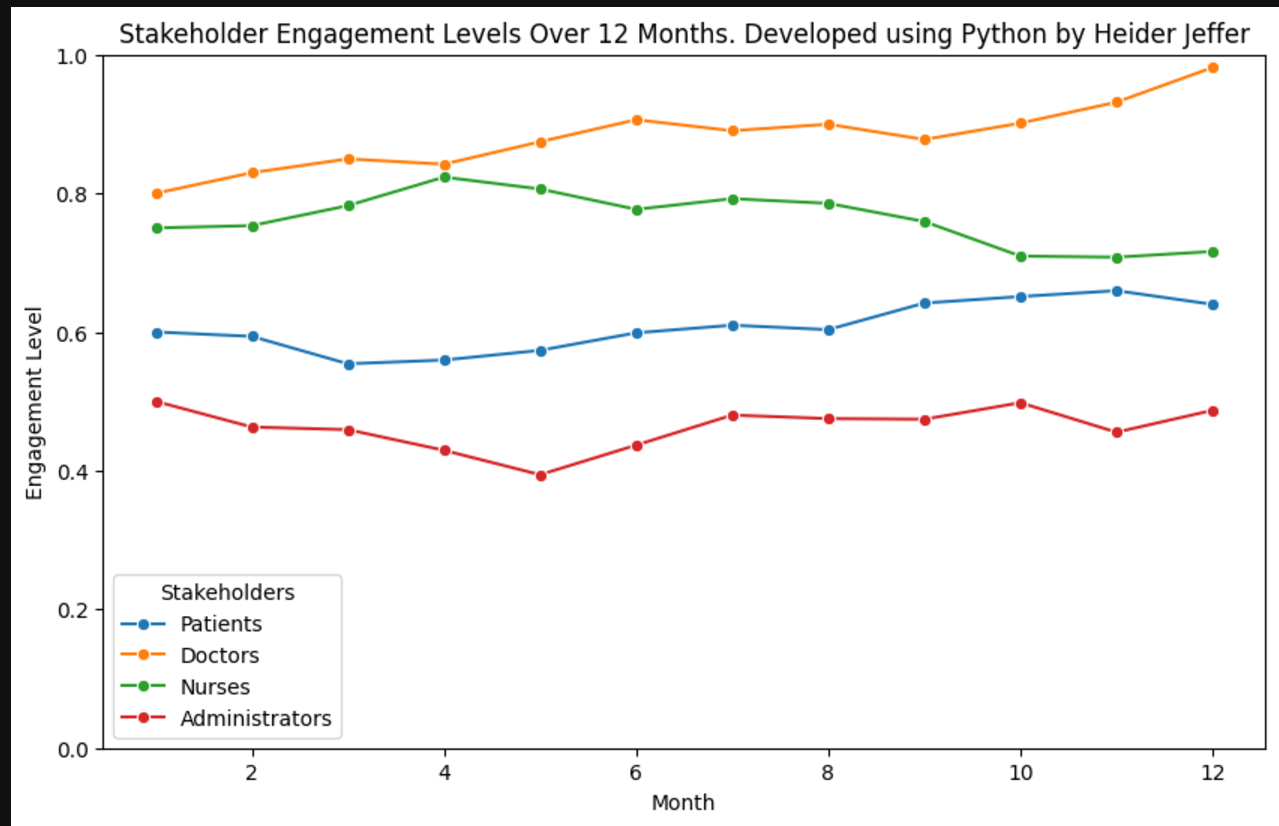 Stakeholder Engagement Levels Over 12 Months. Developed using Python by Heider Jeffer
1.0
0.8
0.6
0.4
0.2
0.0
Engagement Level
Stakeholders
Patients
Doctors
Nurses
Administrators
2 4 6 8 10 12
Month